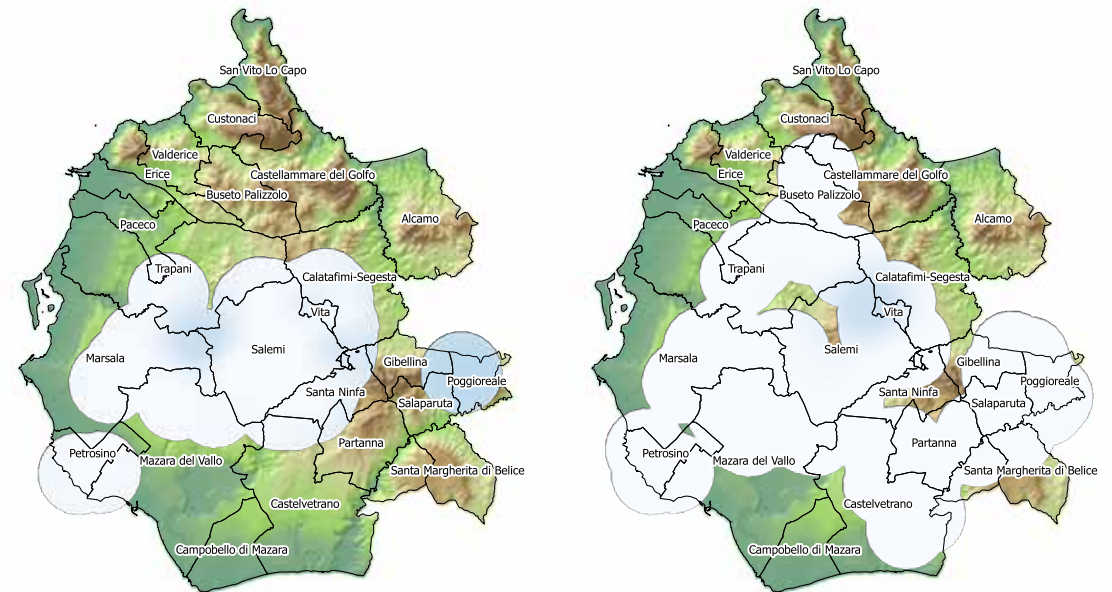 San Vito Lo Capo
Custonaci
Valderice
Erice
Castellammare del Golfo
Buseto Palizzolo
Paceco
Alcamo
Trapani
Calatafimi-Segesta
Vita
Marsala
Salemi
Gibellina
Poggioreale
Santa Ninfa
Salaparuta
Partanna
Petrosino
Mazara del Vallo
Santa Margherita di Belice
Castelvetrano
Campobello di Mazara
San Vito Lo Capo
Custonaci
Valderice
Erice
Castellammare del Golfo
Buseto Palizzolo
Paceco
Alcamo
Trapani
Calatafimi-Segesta
Vita
Marsala
Salemi
Gibellina
Poggioreale
Santa Ninfa
Salaparuta
Partanna
Petrosino
Mazara del Vallo
Santa Margherita di Belice
Castelvetrano
Campobello di Mazara